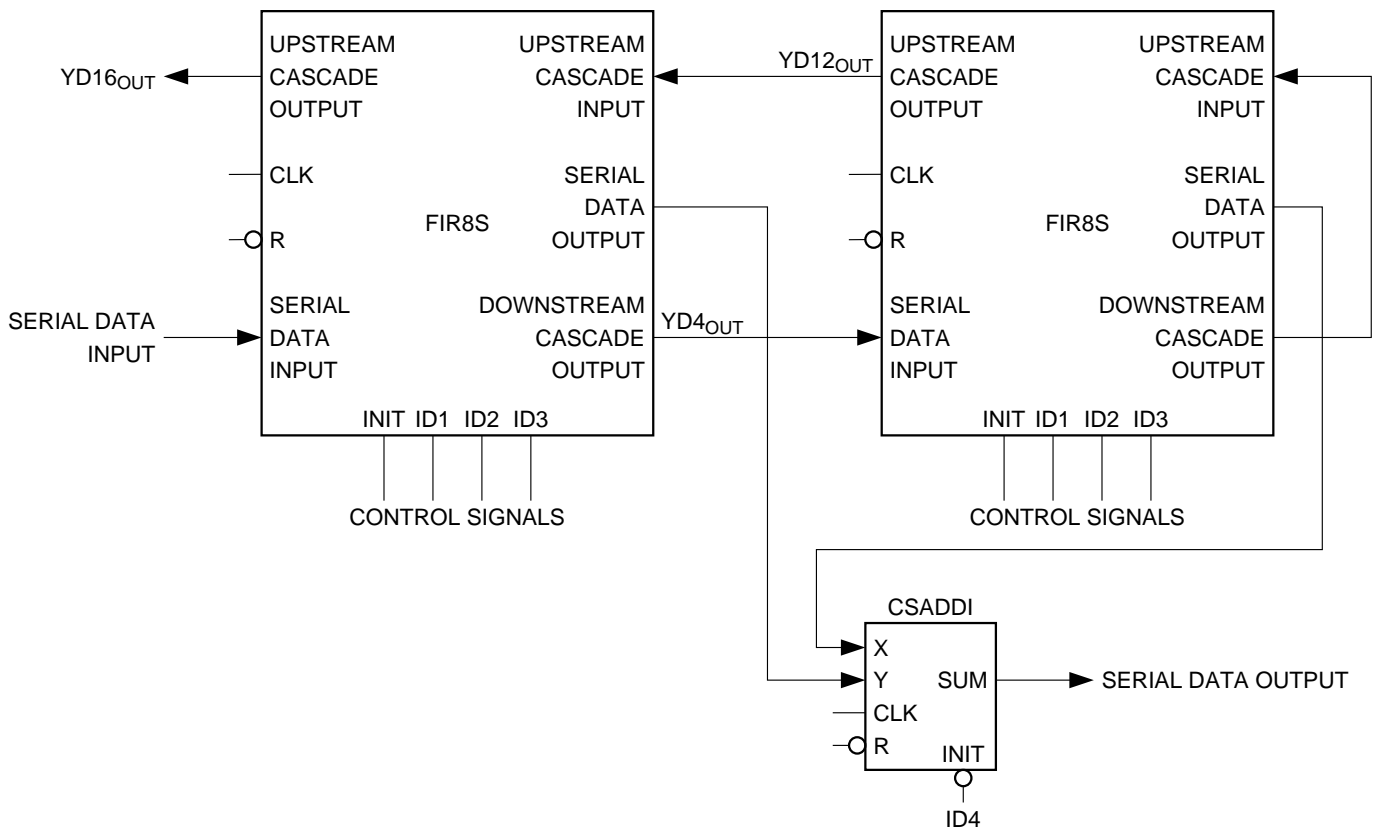 UPSTREAM
CASCADE
OUTPUT
UPSTREAM
CASCADE
INPUT
YD16OUT
CLK
SERIAL
DATA
OUTPUT
FIR8S
R
SERIAL DATA
INPUT
SERIAL
DATA
INPUT
DOWNSTREAM
CASCADE
OUTPUT
INIT ID1 ID2 ID3
CONTROL SIGNALS
YD12OUT
YD4OUT
UPSTREAM
CASCADE
OUTPUT
UPSTREAM
CASCADE
INPUT
CLK
SERIAL
DATA
OUTPUT
FIR8S
R
SERIAL
DATA
INPUT
DOWNSTREAM
CASCADE
OUTPUT
INIT ID1 ID2 ID3
CONTROL SIGNALS
CSADDI
X
Y SUM
SERIAL DATA OUTPUT
CLK
R
INIT
ID4